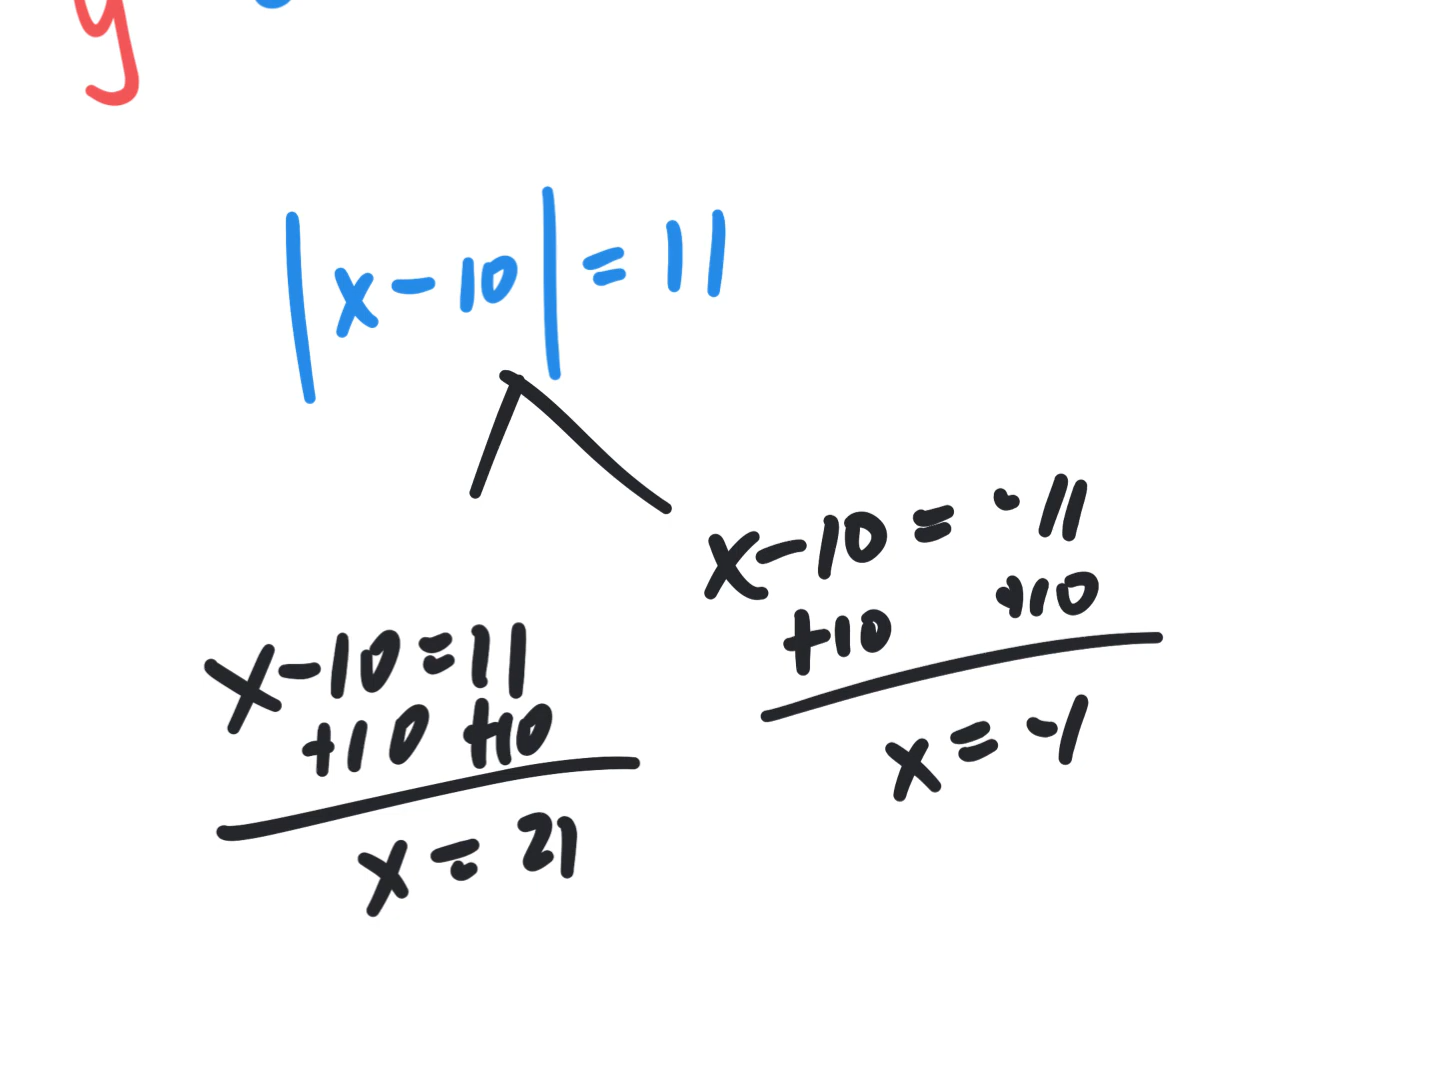 y
|x-10| = 11
x-10=11
+10 +10
x = 21
x-10 = -11
+10 +10
x = -1